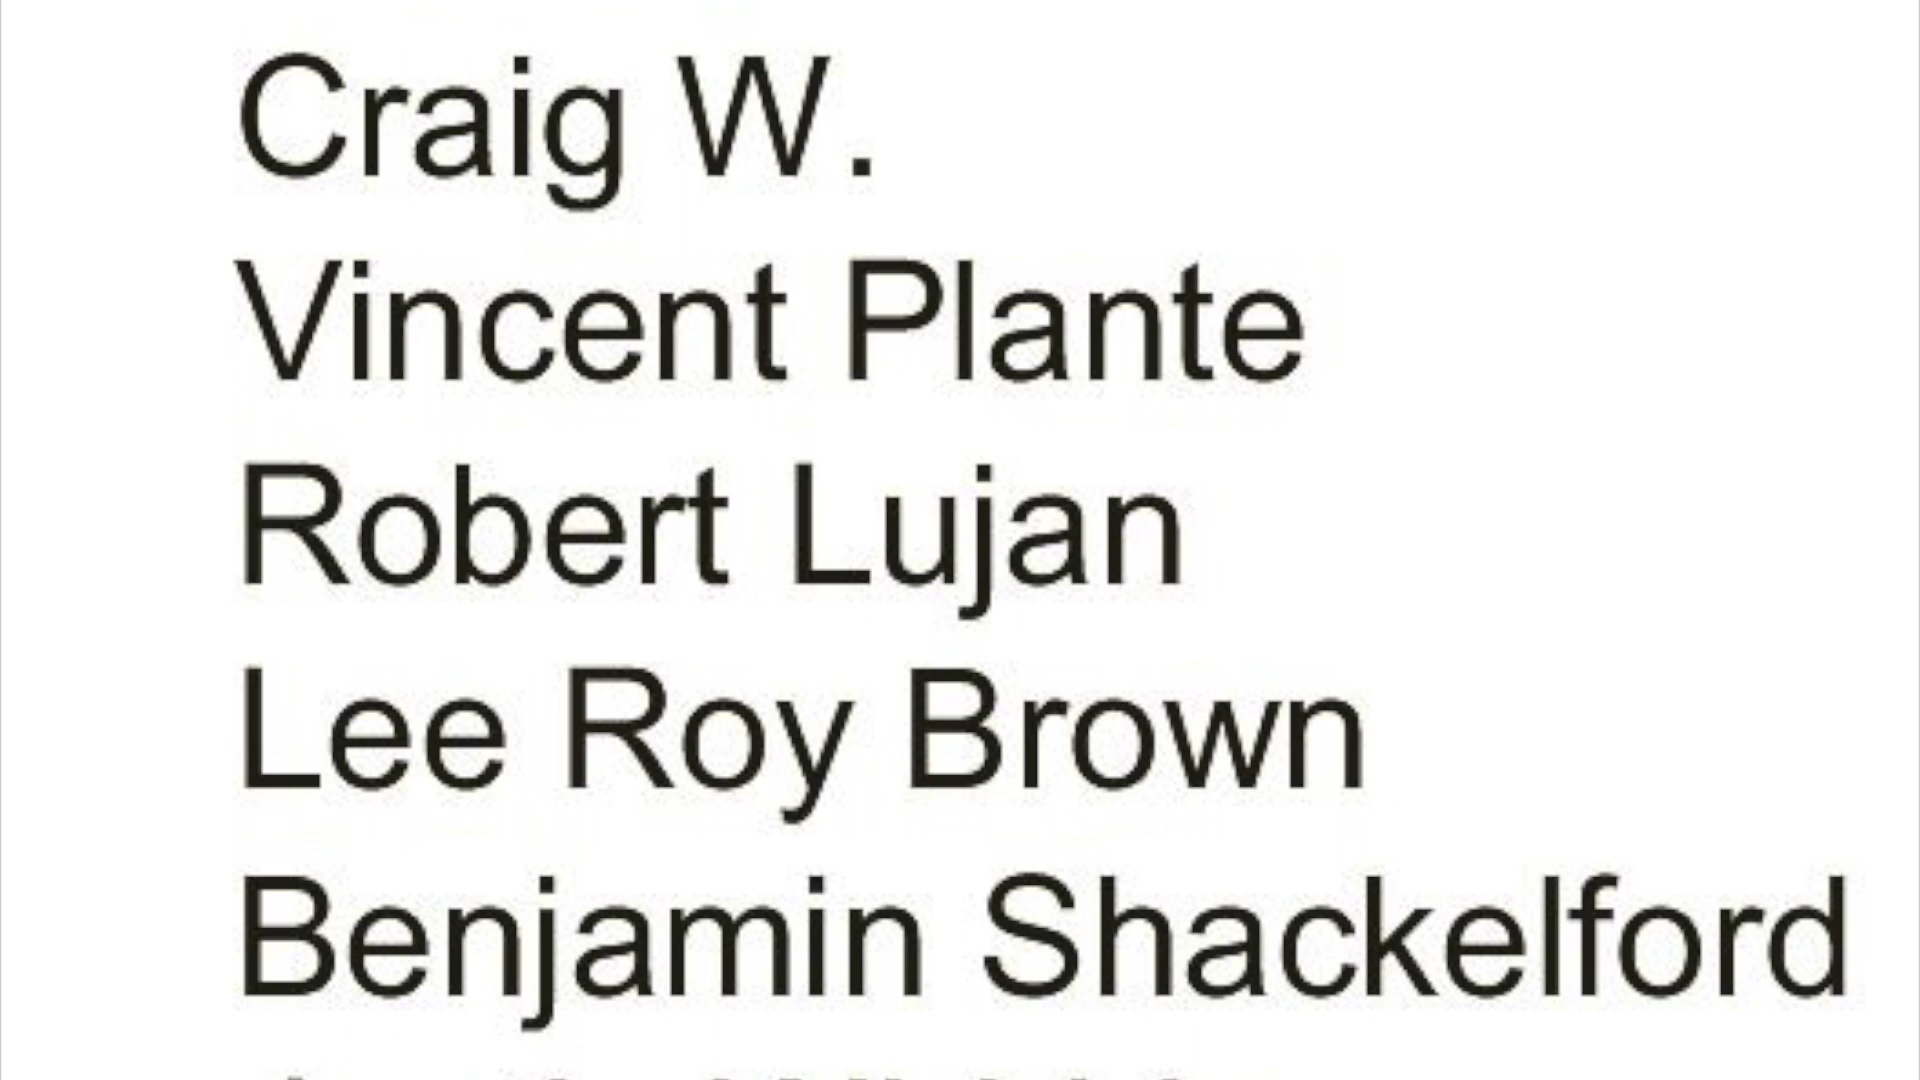 Craig W.
Vincent Plante
Robert Lujan
Lee Roy Brown
Benjamin Shackelford